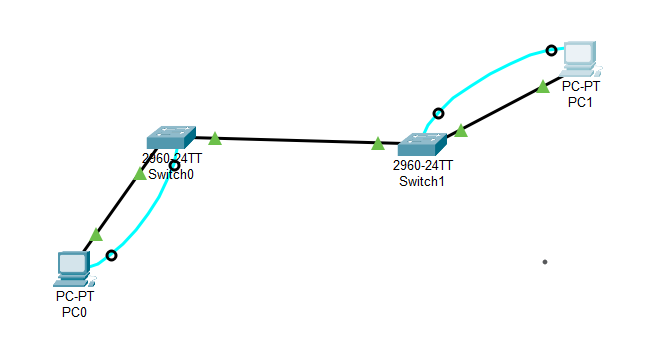 PC-PT
PC1
2960-24TT
Switch0
2960-24TT
Switch1
PC-PT
PC0